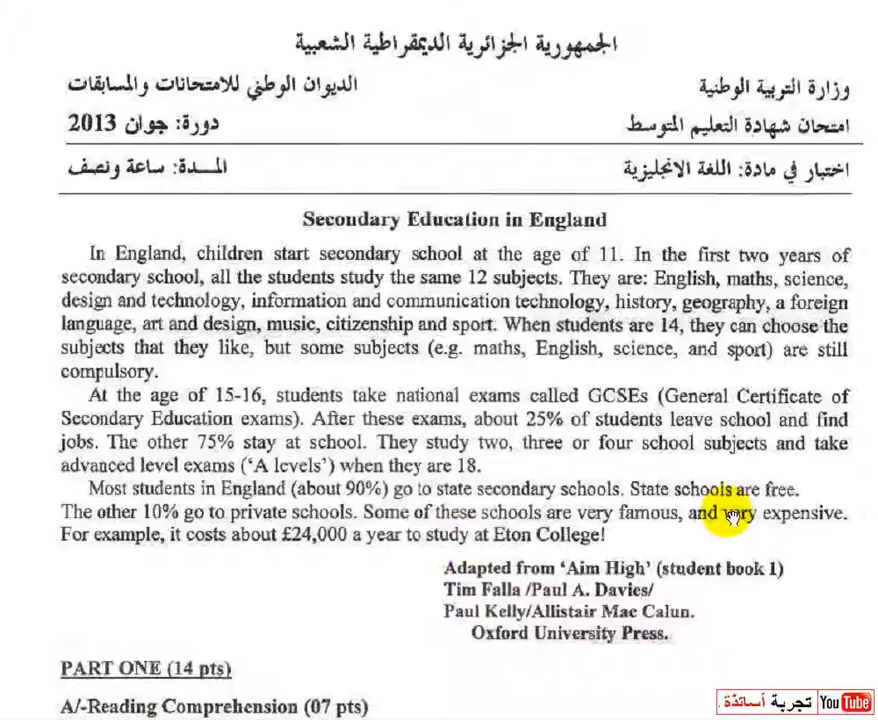 الجمهورية الجزائرية الديمقراطية الشعبية
وزارة التربية الوطنية الديوان الوطني للامتحانات والمسابقات
امتحان شهادة التعليم المتوسط دورة: جوان 2013
اختبار في مادة: اللغة الانجليزية المــدة: ساعة ونصف
Secondary Education in England
In England, children start secondary school at the age of 11. In the first two years of
secondary school, all the students study the same 12 subjects. They are: English, maths, science,
design and technology, information and communication technology, history, geography, a foreign
language, art and design, music, citizenship and sport. When students are 14, they can choose the
subjects that they like, but some subjects (e.g. maths, English, science, and sport) are still
compulsory.
At the age of 15-16, students take national exams called GCSEs (General Certificate of
Secondary Education exams). After these exams, about 25% of students leave school and find
jobs. The other 75% stay at school. They study two, three or four school subjects and take
advanced level exams (‘A levels’) when they are 18.
Most students in England (about 90%) go to state secondary schools. State schools are free.
The other 10% go to private schools. Some of these schools are very famous, and very expensive.
For example, it costs about £24,000 a year to study at Eton College!
Adapted from ‘Aim High’ (student book 1)
Tim Falla /Paul A. Davies/
Paul Kelly/Allistair Mac Calun.
Oxford University Press.
PART ONE (14 pts)
A/-Reading Comprehension (07 pts)
تجربة أساتذة . YouTube